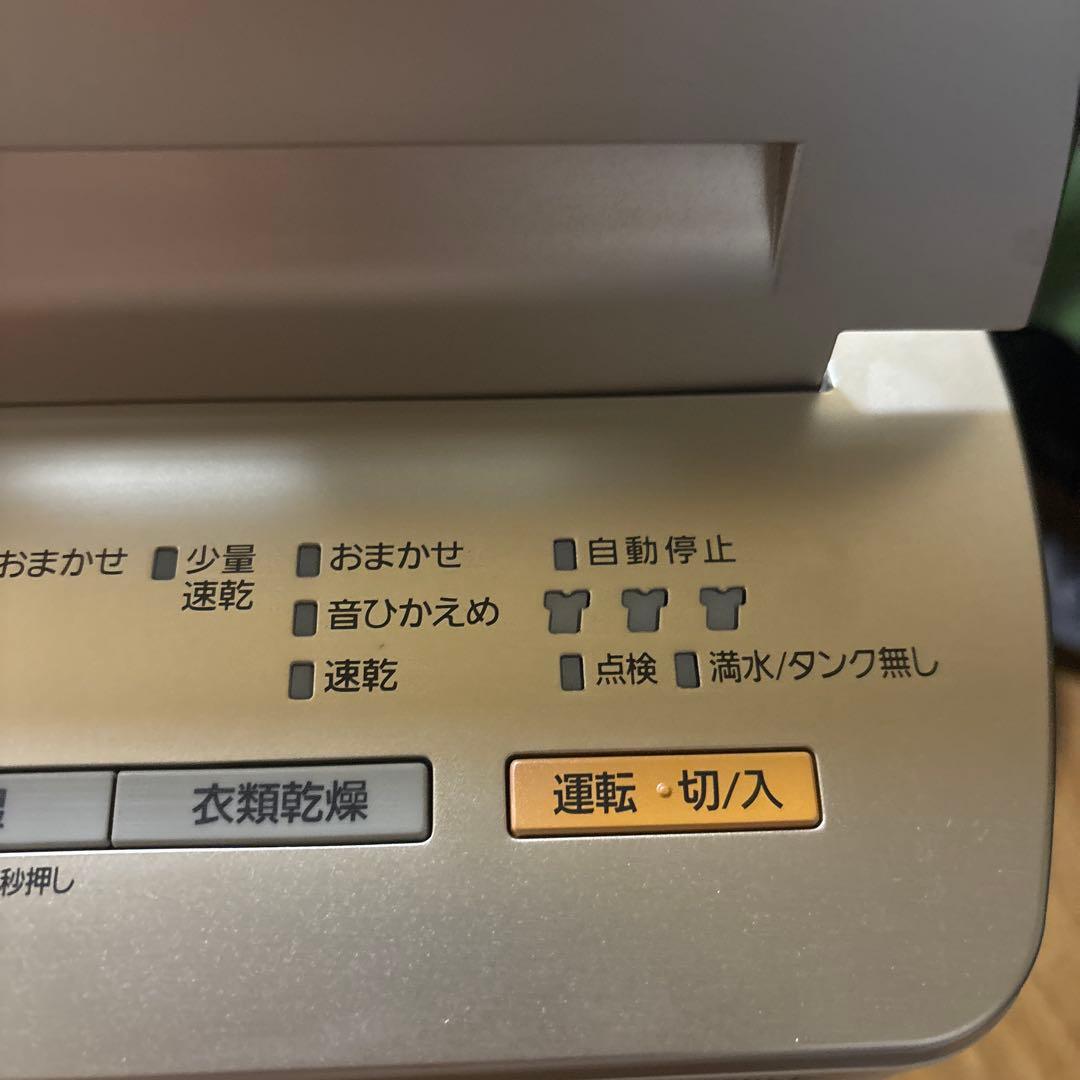 おまかせ
少量
速乾
おまかせ
音ひかえめ
速乾
自動停止
点検
満水/タンク無し
衣類乾燥
運転・切/入
秒押し